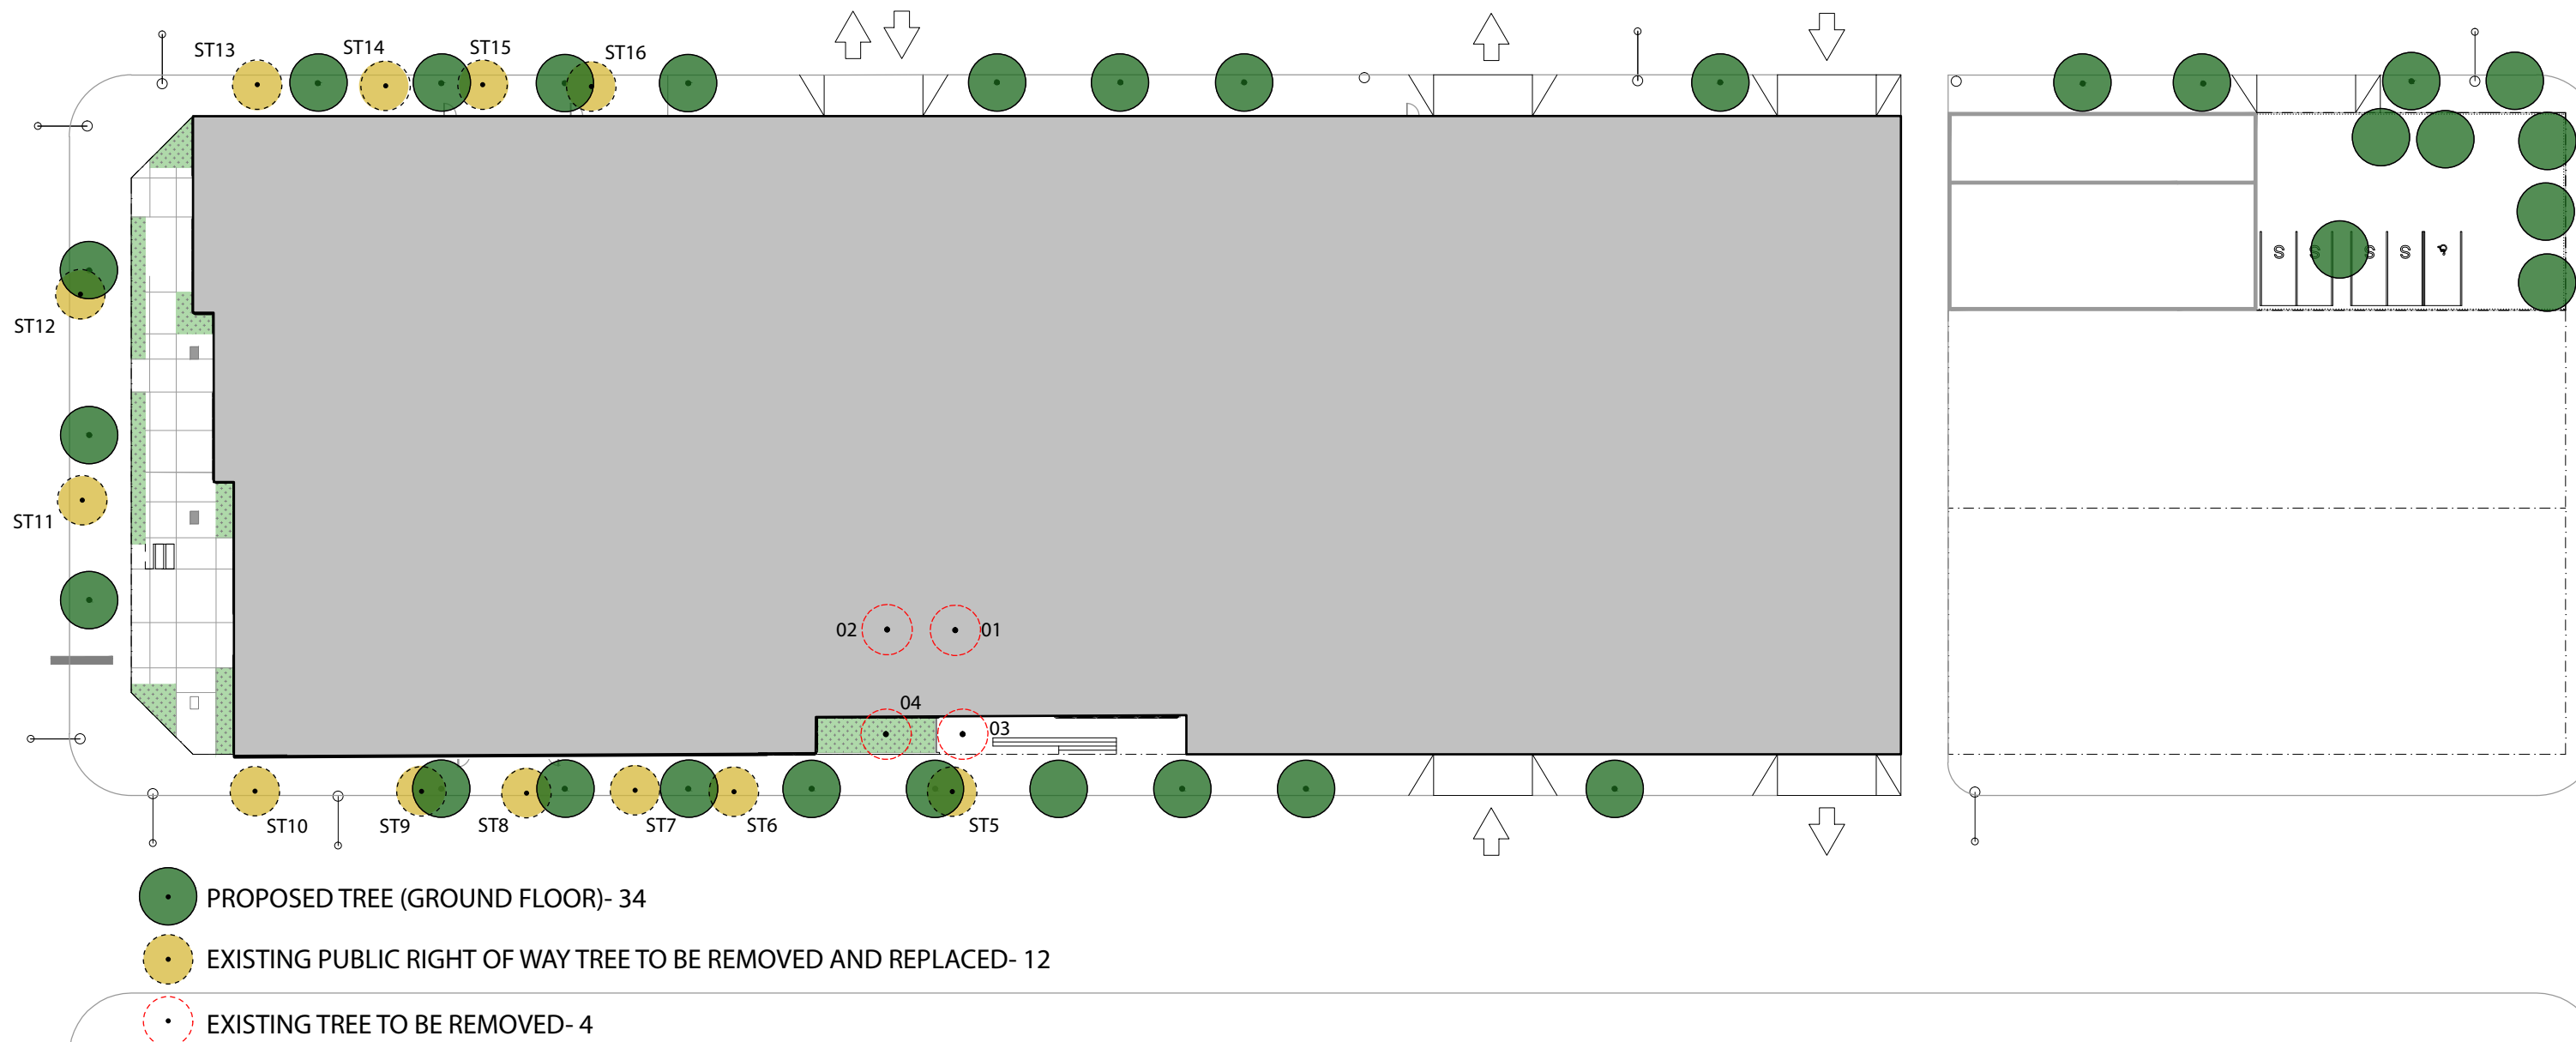 ST13
ST14
ST15
ST16
S
S
S
S
ST12
ST11
02
01
04
03
ST10
ST9
ST8
ST7
ST6
ST5
PROPOSED TREE (GROUND FLOOR)- 34
EXISTING PUBLIC RIGHT OF WAY TREE TO BE REMOVED AND REPLACED- 12
EXISTING TREE TO BE REMOVED- 4